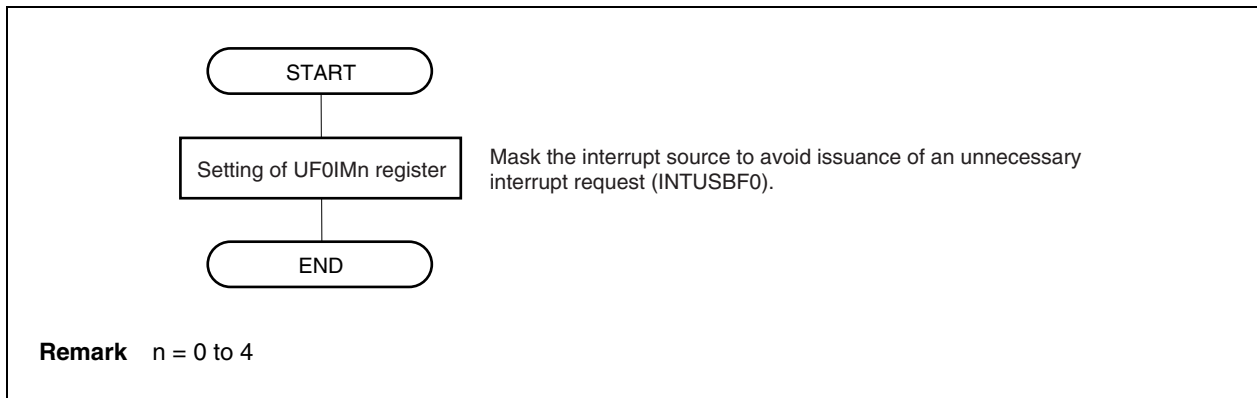 START
Setting of UF0IMn register
Mask the interrupt source to avoid issuance of an unnecessary
interrupt request (INTUSBF0).
END
Remark n = 0 to 4